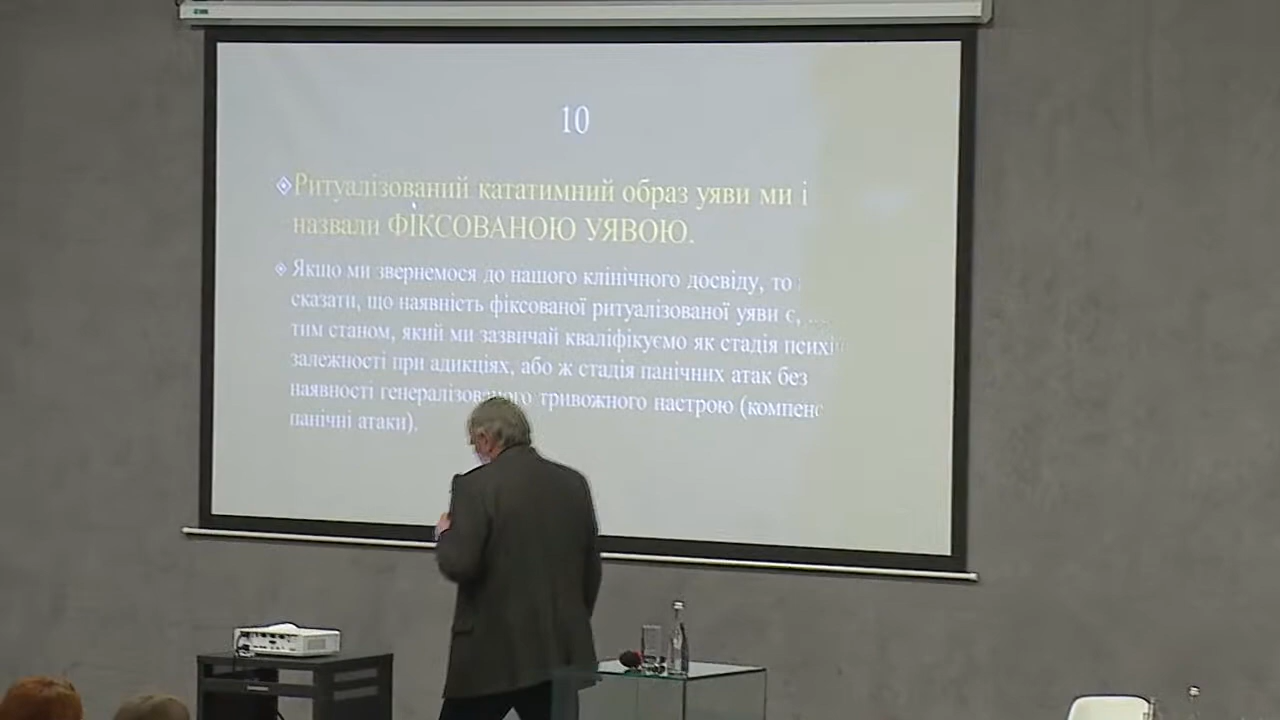 10
Ритуалізований кататимний образ уяви ми і
назвали ФІКСОВАНОЮ УЯВОЮ.
Якщо ми звернемося до нашого клінічного досвіду, то
сказати, що наявність фіксованої ритуалізованої уяви є,
тим станом, який ми зазвичай кваліфікуємо як стадія
залежності при адикціях, або ж стадія панічних атак без
наявності генералізованого тривожного настрою
панічні атаки).